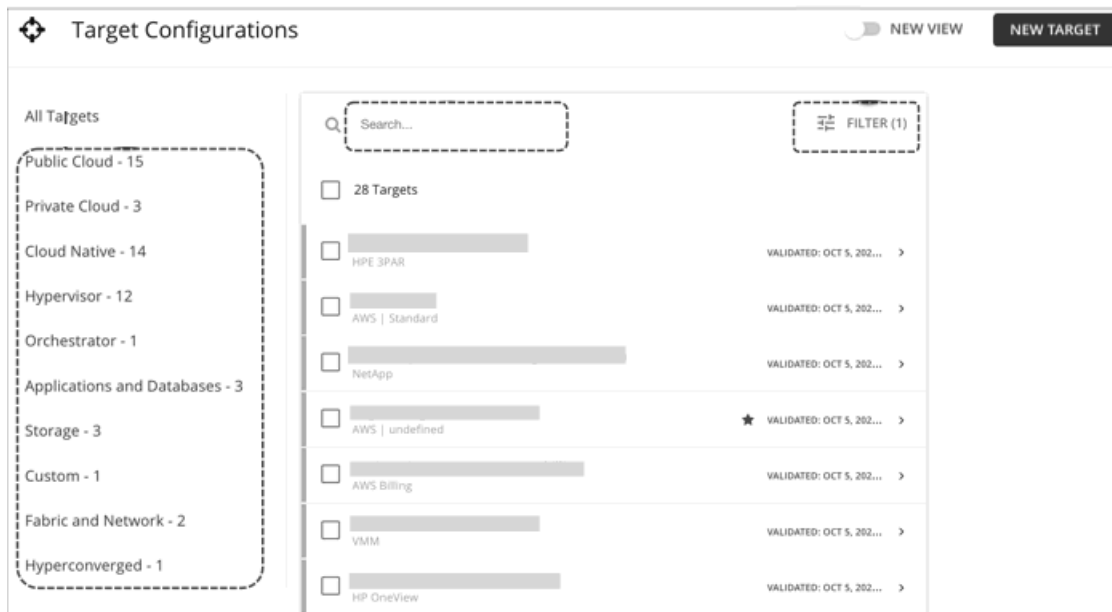 Target Configurations
NEW VIEW
NEW TARGET
All Targets
Public Cloud - 15
Private Cloud - 3
Cloud Native - 14
Hypervisor - 12
Orchestrator - 1
Applications and Databases - 3
Storage - 3
Custom - 1
Fabric and Network - 2
Hyperconverged - 1
Search...
FILTER (1)
28 Targets
HPE 3PAR
VALIDATED: OCT 5, 202...
AWS | Standard
VALIDATED: OCT 5, 202...
NetApp
VALIDATED: OCT 5, 202...
AWS | undefined
VALIDATED: OCT 5, 202...
AWS Billing
VALIDATED: OCT 5, 202...
VMM
VALIDATED: OCT 5, 202...
HP OneView
VALIDATED: OCT 5, 202...